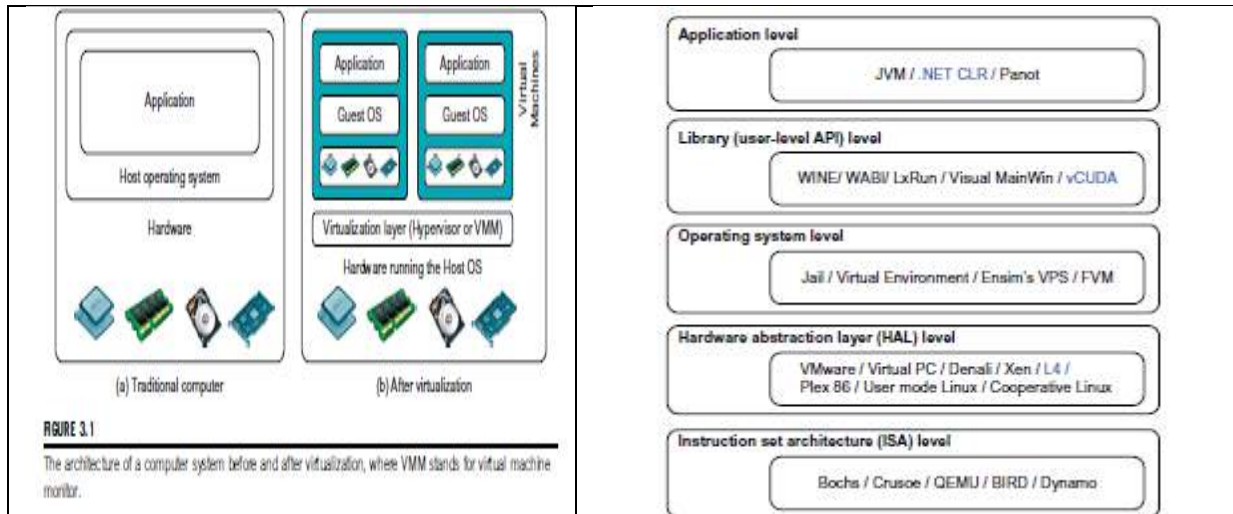 Application
Host operating system
Hardware
(a) Traditional computer
Application
Application
Guest OS
Guest OS
Virtual
Machines
Virtualization layer (Hypervisor or VMM)
Hardware running the Host OS
(b) After virtualization
FIGURE 3.1
The architecture of a computer system before and after virtualization, where VMM stands for virtual machine
monitor.
Application level
JVM / .NET CLR / Panot
Library (user-level API) level
WINE/ WABI/ LxRun / Visual MainWin / vCUDA
Operating system level
Jail / Virtual Environment / Ensim's VPS / FVM
Hardware abstraction layer (HAL) level
VMware / Virtual PC / Denali / Xen / L4 /
Plex 86 / User mode Linux / Cooperative Linux
Instruction set architecture (ISA) level
Bochs / Crusoe / QEMU / BIRD / Dynamo